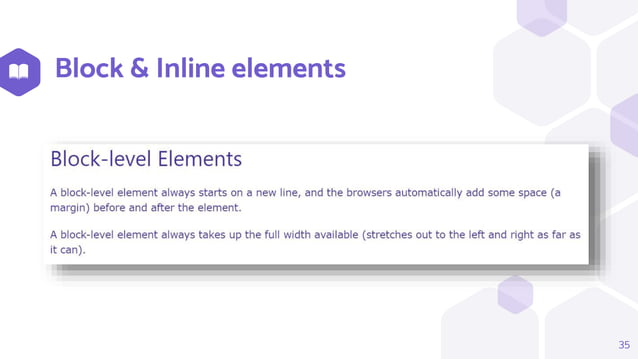 Block & Inline elements
Block-level Elements
A block-level element always starts on a new line, and the browsers automatically add some space (a
margin) before and after the element.
A block-level element always takes up the full width available (stretches out to the left and right as far as
it can).
35